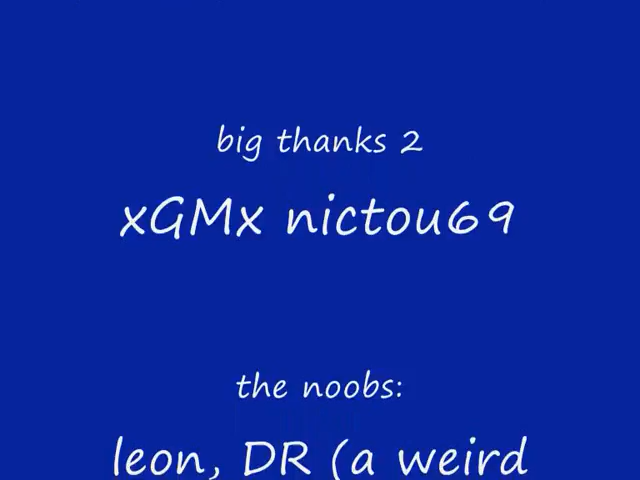 big thanks 2
xGMx nictou69
the noobs:
leon, DR (a weird